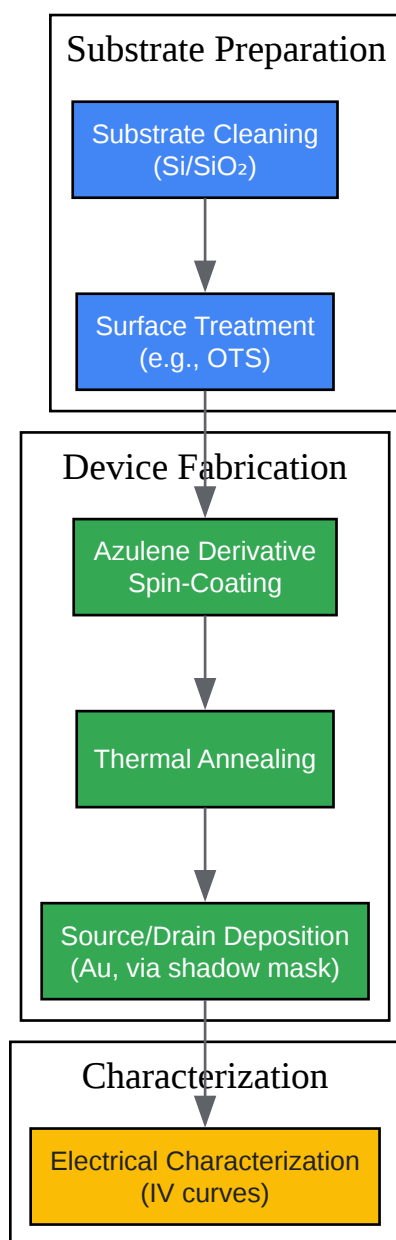 Substrate Preparation
Substrate Cleaning
(Si/SiO₂)
Surface Treatment
(e.g., OTS)
Device Fabrication
Azulene Derivative
Spin-Coating
Thermal Annealing
Source/Drain Deposition
(Au, via shadow mask)
Characterization
Electrical Characterization
(IV curves)